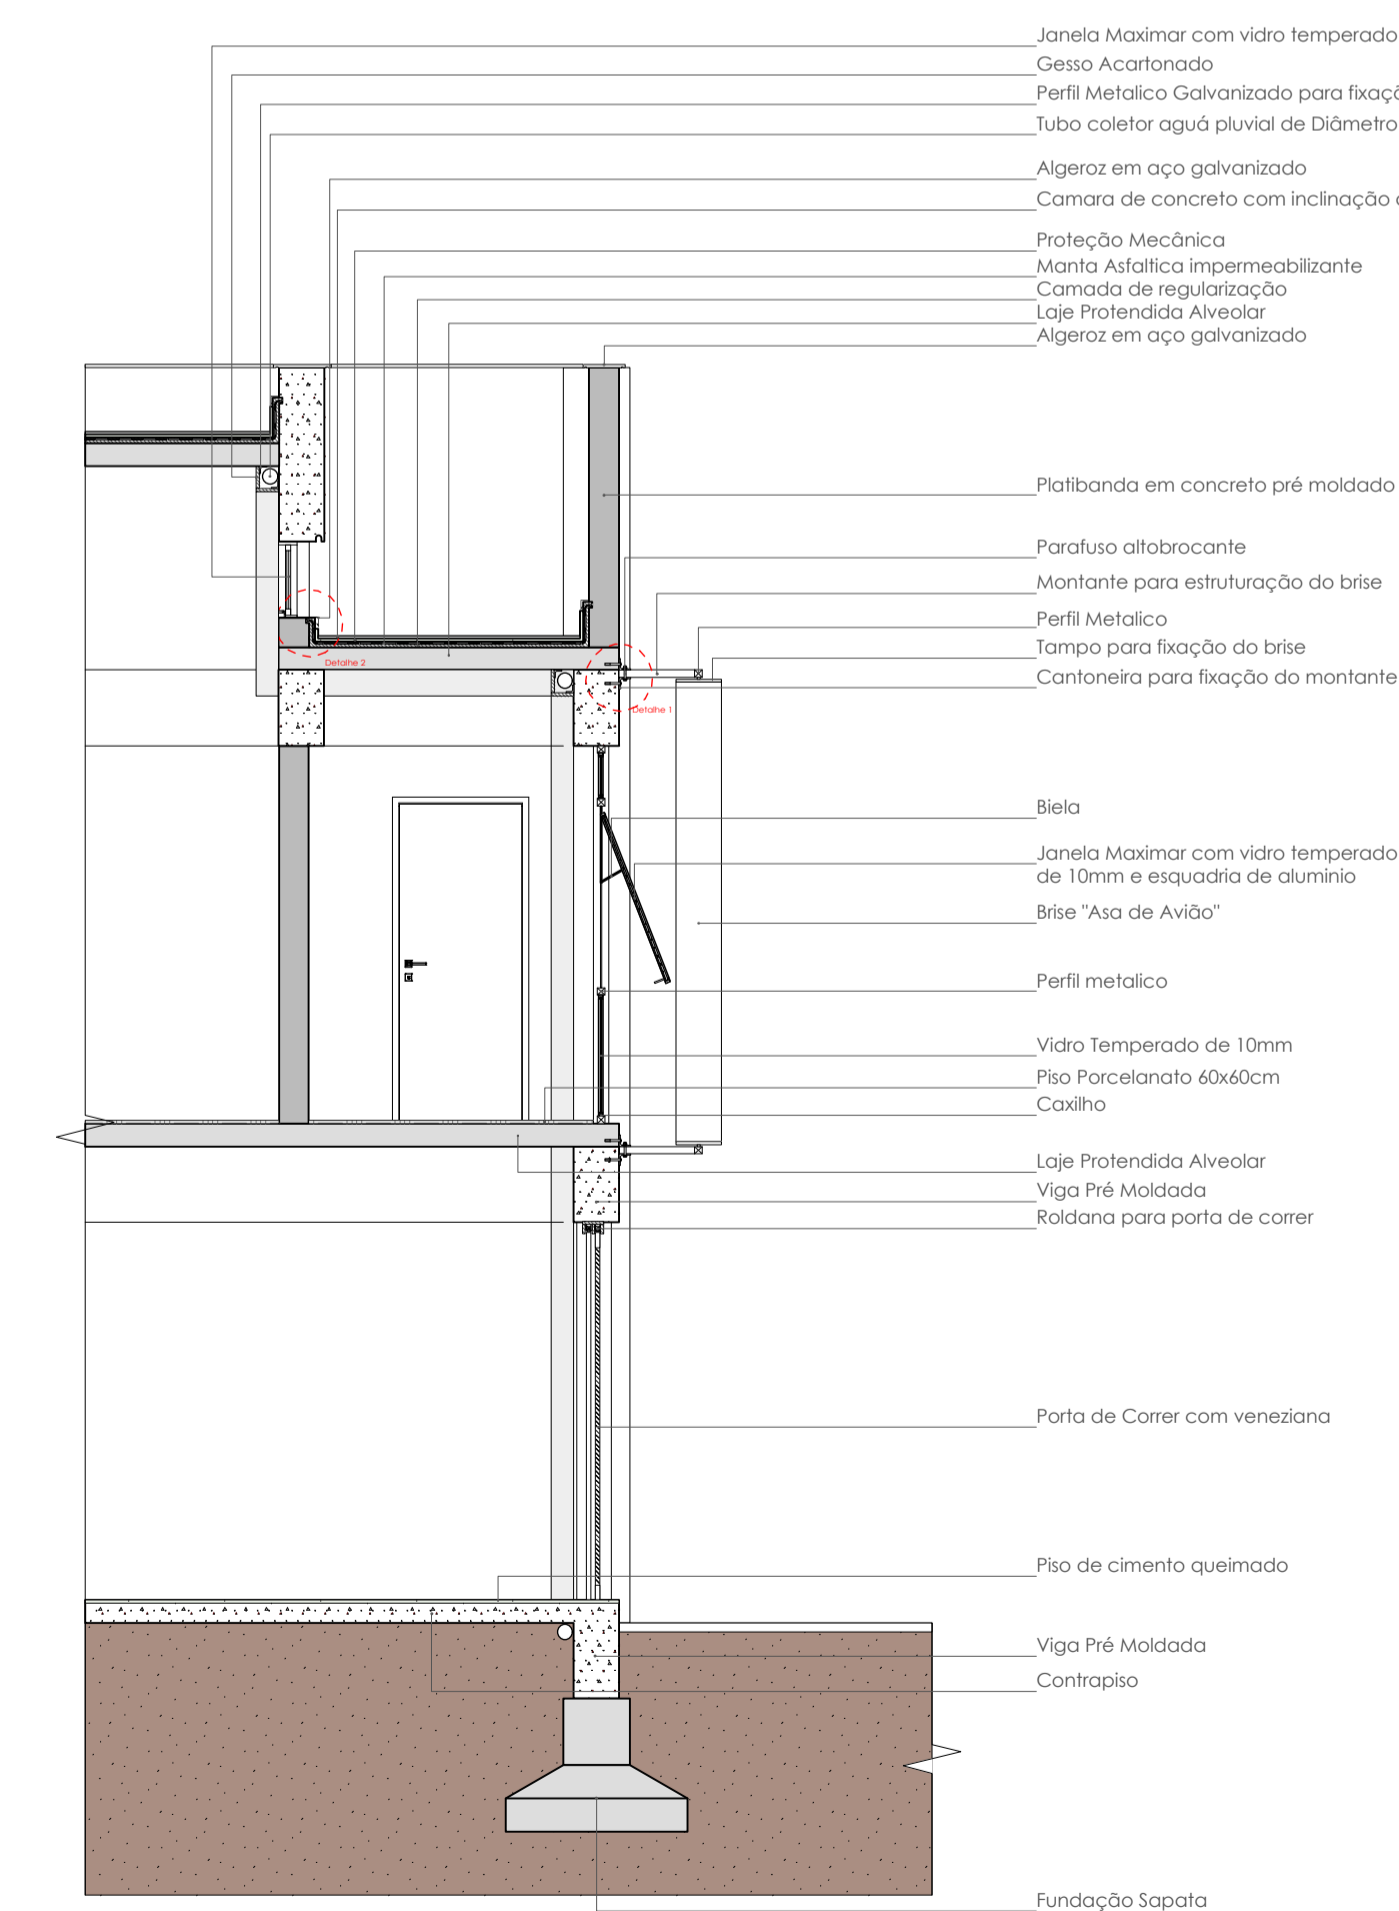 Janela Maximar com vidro temperado
Gesso Acartonado
Perfil Metalico Galvanizado para
Tubo coletor aguá pluvial de Diâmetro
Algeroz em aço galvanizado
Camara de concreto com inclinação
Proteção Mecânica
Manta Asfaltica impermeabilizante
Camada de regularização
Laje Protendida Alveolar
Algeroz em aço galvanizado
Platibanda em concreto pré moldado
Parafuso altobrocante
Montante para estruturação do brise
Perfil Metalico
Tampo para fixação do brise
Detalhe 2
Cantoneira para fixação do montante
Detalhe 1
Biela
Janela Maximar com vidro temperado
de 10mm e esquadria de aluminio
Brise "Asa de Avião"
Perfil metalico
Vidro Temperado de 10mm
Piso Porcelanato 60x60cm
Caxilho
Laje Protendida Alveolar
Viga Pré Moldada
Roldana para porta de correr
Porta de Correr com veneziana
Piso de cimento queimado
Viga Pré Moldada
Contrapiso
Fundação Sapata